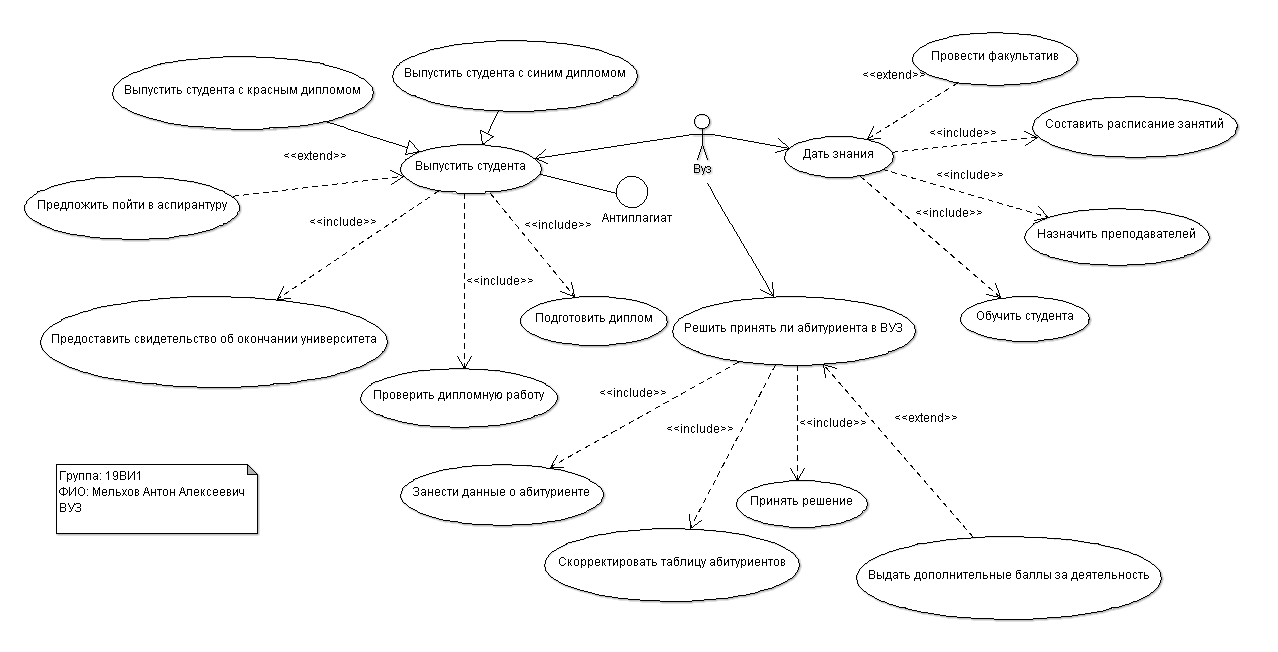 Провести факультатив
Выпустить студента с синим дипломом
<<extend>>
Выпустить студента с красным дипломом
Составить расписание занятий
<<include>>
<<extend>>
Дать знания
Выпустить студента
Вуз
<<include>>
Предложить пойти в аспирантуру
Антиплагиат
<<include>>
<<include>>
<<include>>
Назначить преподавателей
<<include>>
Подготовить диплом
Обучить студента
Решить принять ли абитуриента в ВУЗ
Предоставить свидетельство об окончании университета
Проверить дипломную работу
<<include>>
<<include>>
<<include>>
<<extend>>
Группа: 19ВИ1
ФИО: Мельхов Антон Алексеевич
ВУЗ
Занести данные о абитуриенте
Принять решение
Скорректировать таблицу абитуриентов
Выдать дополнительные баллы за деятельность